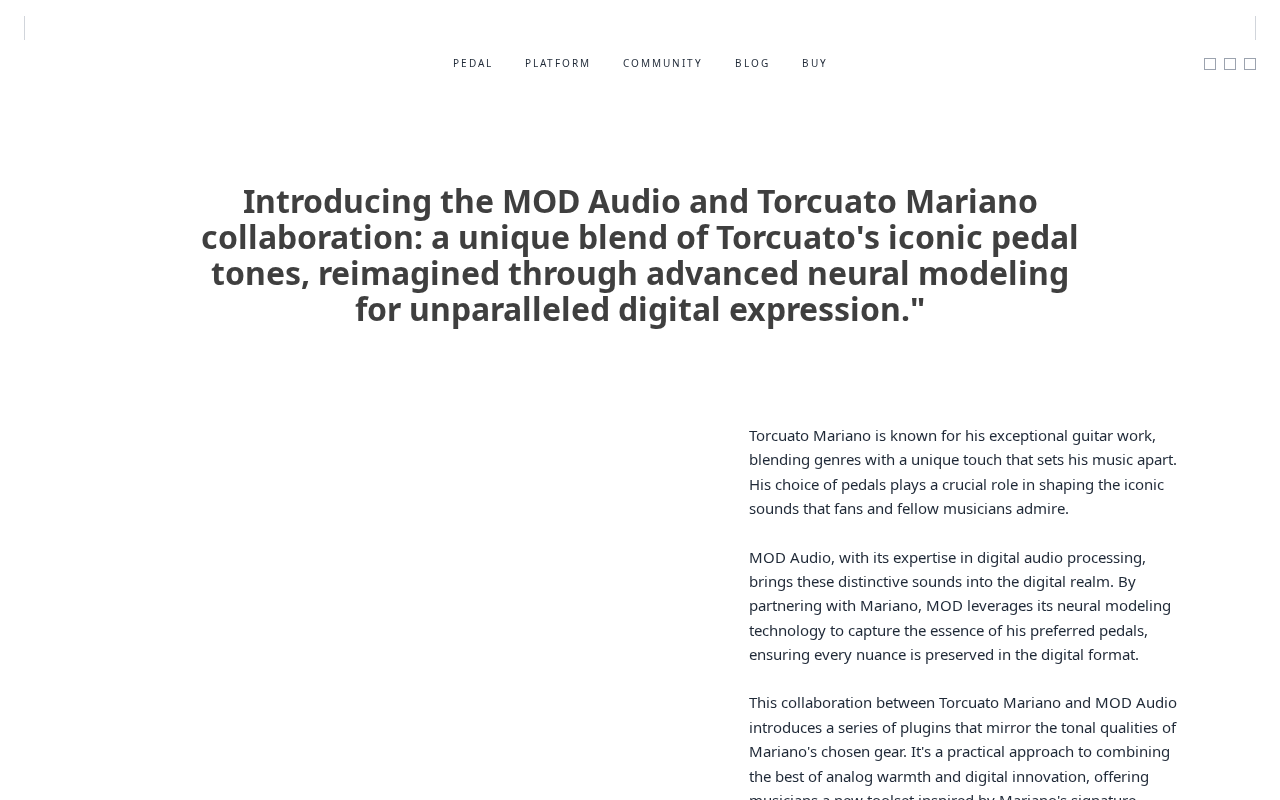 PEDAL PLATFORM COMMUNITY BLOG BUY
Introducing the MOD Audio and Torcuato Mariano
collaboration: a unique blend of Torcuato's iconic pedal
tones, reimagined through advanced neural modeling
for unparalleled digital expression."
Torcuato Mariano is known for his exceptional guitar work,
blending genres with a unique touch that sets his music apart.
His choice of pedals plays a crucial role in shaping the iconic
sounds that fans and fellow musicians admire.
MOD Audio, with its expertise in digital audio processing,
brings these distinctive sounds into the digital realm. By
partnering with Mariano, MOD leverages its neural modeling
technology to capture the essence of his preferred pedals,
ensuring every nuance is preserved in the digital format.
This collaboration between Torcuato Mariano and MOD Audio
introduces a series of plugins that mirror the tonal qualities of
Mariano's chosen gear. It's a practical approach to combining
the best of analog warmth and digital innovation, offering
musicians a new toolset inspired by Mariano's signature